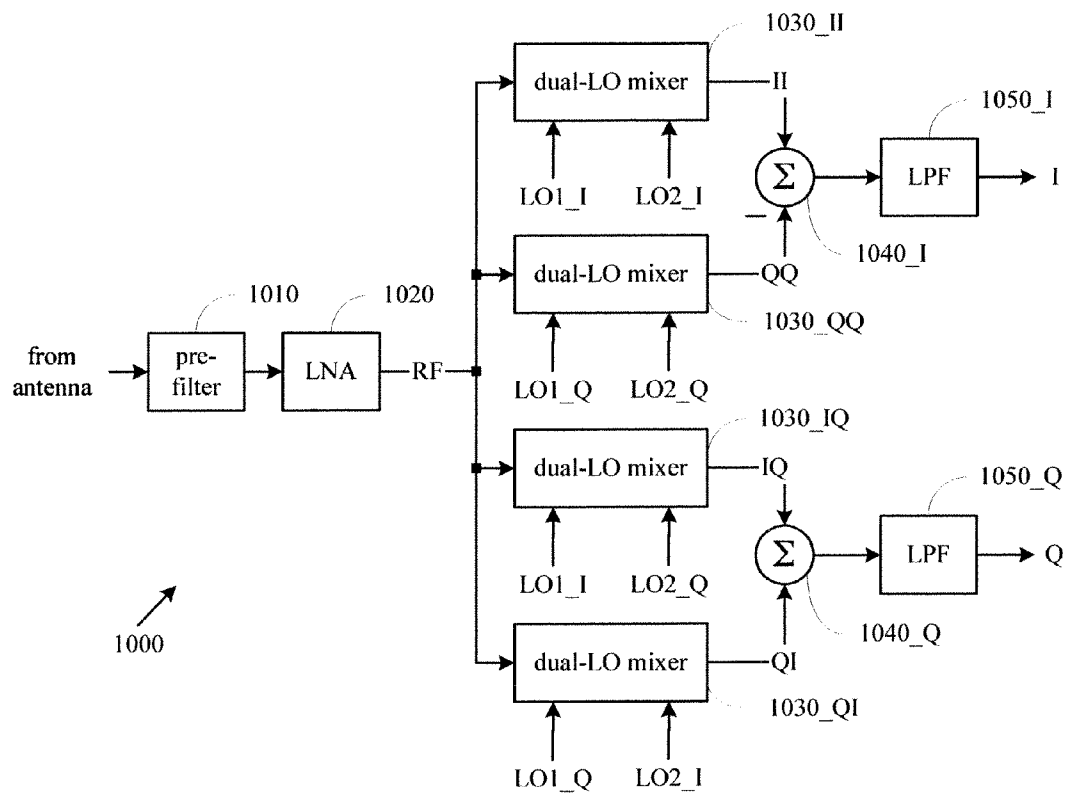 1030_II
dual-LO mixer
II
1050_I
LO1_I
LO2_I
Σ
LPF
I
−
1040_I
dual-LO mixer
QQ
1010
1020
1030_QQ
from
antenna
pre-
filter
LNA
RF
LO1_Q
LO2_Q
1030_IQ
dual-LO mixer
IQ
1050_Q
LO1_I
LO2_Q
Σ
LPF
Q
1000
1040_Q
dual-LO mixer
QI
1030_QI
LO1_Q
LO2_I